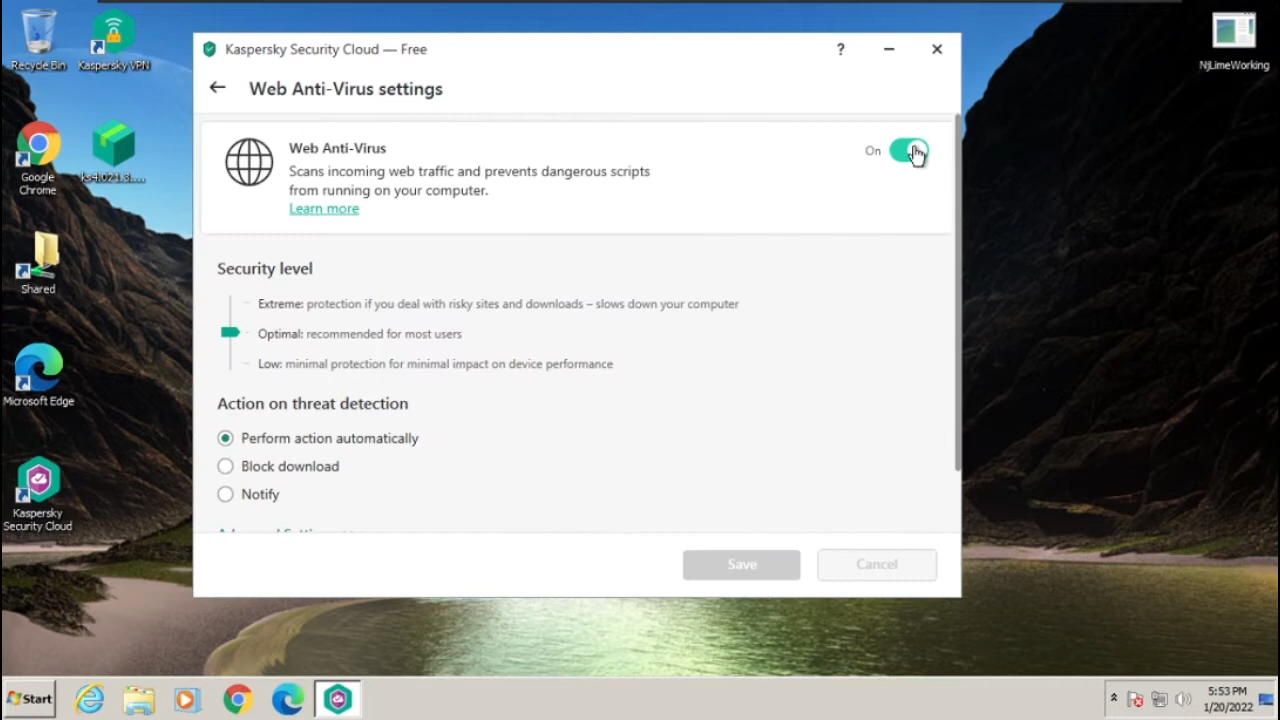 Recycle Bin
Kaspersky VPN
NjLimeWorking
Google
Chrome
ks4.021.3....
Shared
Microsoft Edge
Kaspersky
Security Cloud
Kaspersky Security Cloud — Free
?
Web Anti-Virus settings
Web Anti-Virus
On
Scans incoming web traffic and prevents dangerous scripts
from running on your computer.
Learn more
Security level
Extreme: protection if you deal with risky sites and downloads – slows down your computer
Optimal: recommended for most users
Low: minimal protection for minimal impact on device performance
Action on threat detection
Perform action automatically
Block download
Notify
Save
Cancel
Start
5:53 PM
1/20/2022